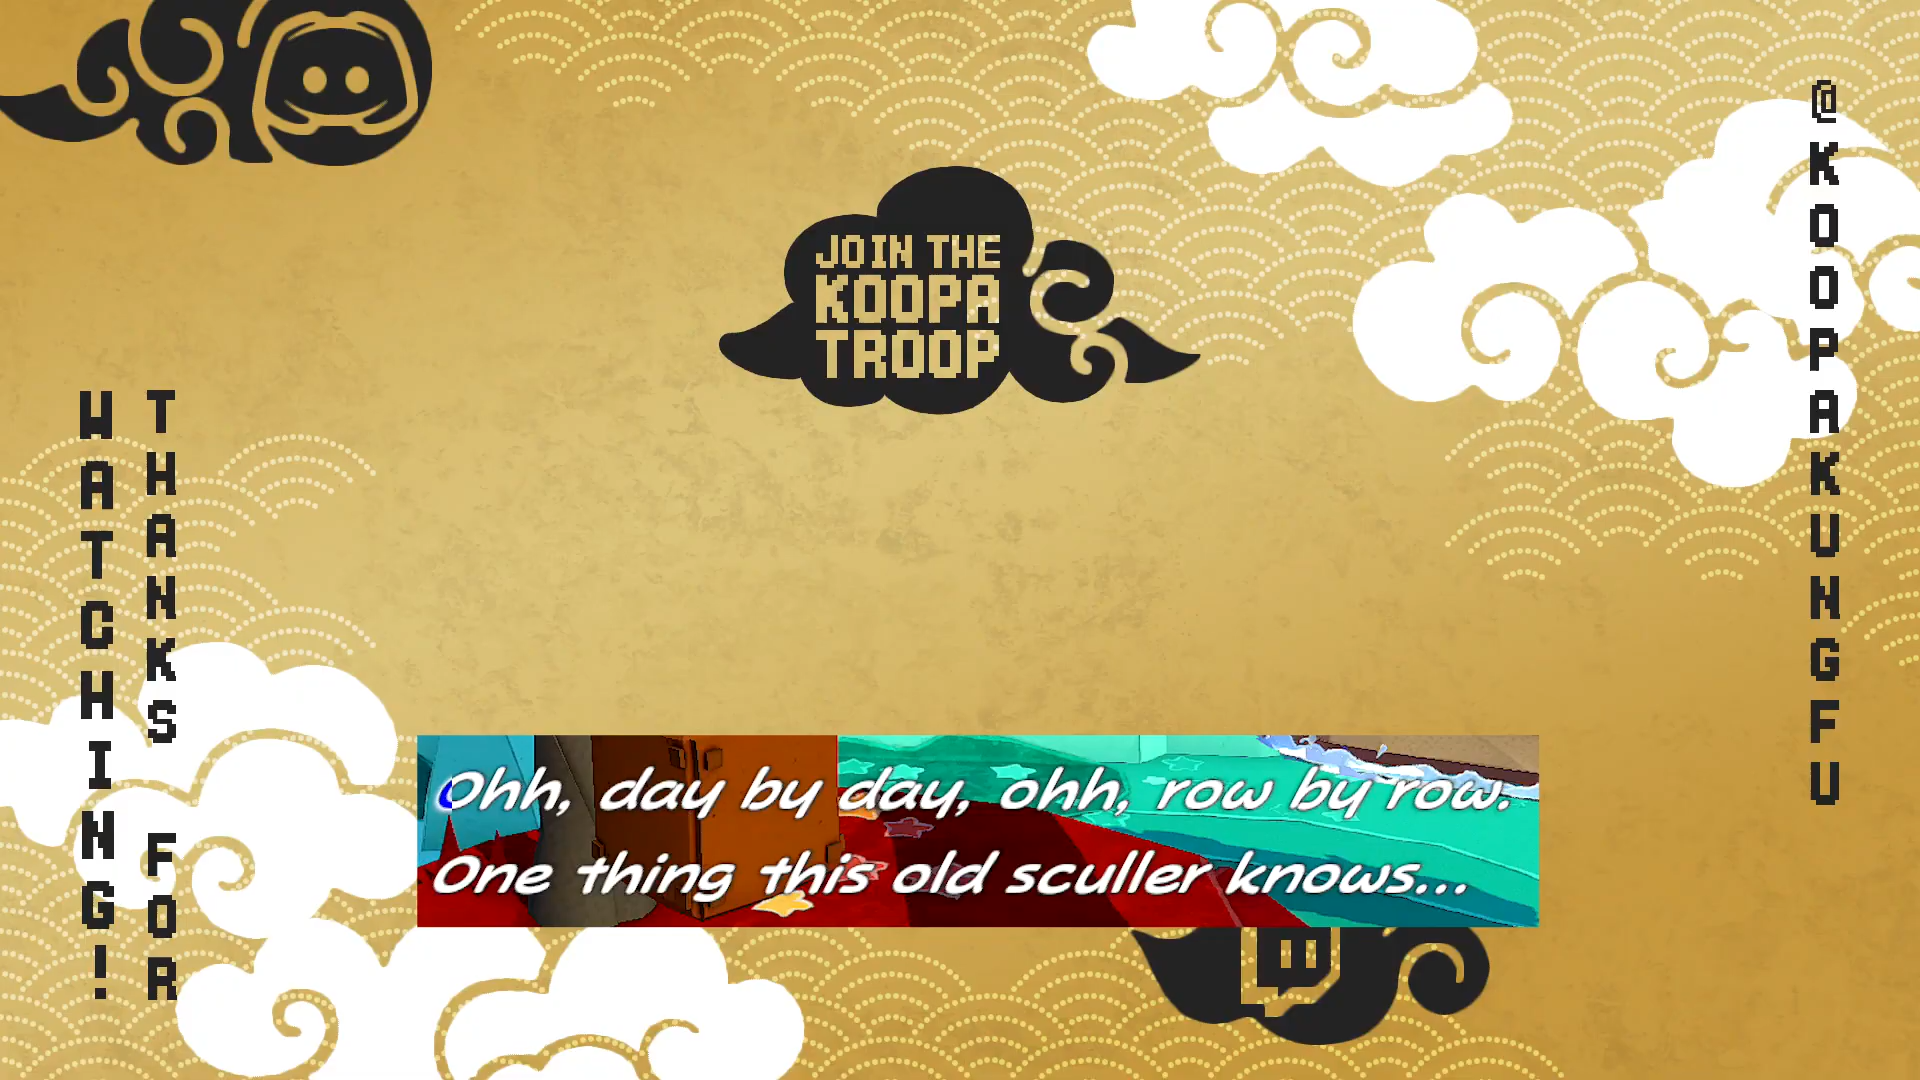 JOIN THE
KOOPA
TROOP
@KOOPAKUNGFU
THANKS FOR
WATCHING!
Ohh, day by day, ohh, row by row.
One thing this old sculler knows...